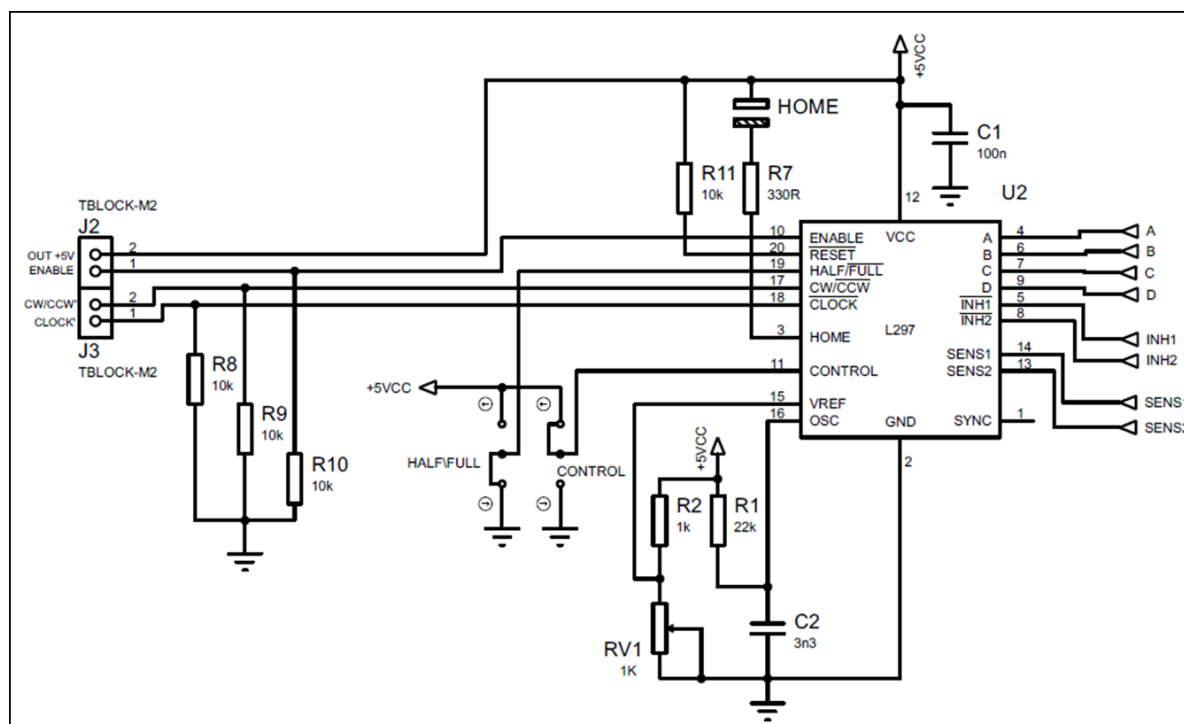 +5VCC
HOME
C1
100n
R11
10k
R7
330R
U2
TBLOCK-M2
J2
OUT +5V
2
ENABLE
1
CW/CCW'
2
CLOCK'
1
J3
TBLOCK-M2
12
VCC
10
ENABLE
20
RESET
19
HALF/FULL
17
CW/CCW
18
CLOCK
3
HOME
11
CONTROL
15
VREF
16
OSC
L297
GND
2
A
4
B
6
C
7
D
9
INH1
5
INH2
8
SENS1
14
SENS2
13
SYNC
1
A
B
C
D
INH1
INH2
SENS1
SENS2
R8
10k
R9
10k
R10
10k
+5VCC
HALF\FULL
CONTROL
+5VCC
R2
1k
R1
22k
RV1
1K
C2
3n3